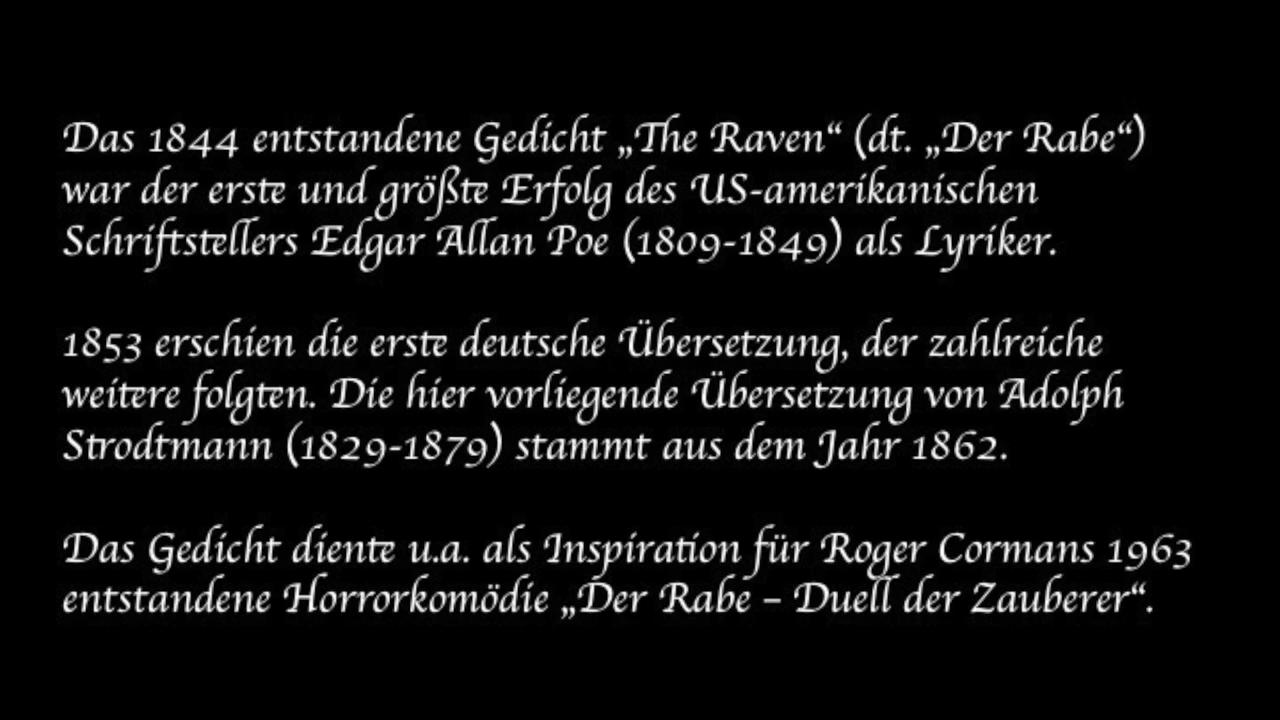 Das 1844 entstandene Gedicht „The Raven“ (dt. „Der Rabe“)
war der erste und größte Erfolg des US-amerikanischen
Schriftstellers Edgar Allan Poe (1809-1849) als Lyriker.
1853 erschien die erste deutsche Übersetzung, der zahlreiche
weitere folgten. Die hier vorliegende Übersetzung von Adolph
Strodtmann (1829-1879) stammt aus dem Jahr 1862.
Das Gedicht diente u.a. als Inspiration für Roger Cormans 1963
entstandene Horrorkomödie „Der Rabe – Duell der Zauberer“.